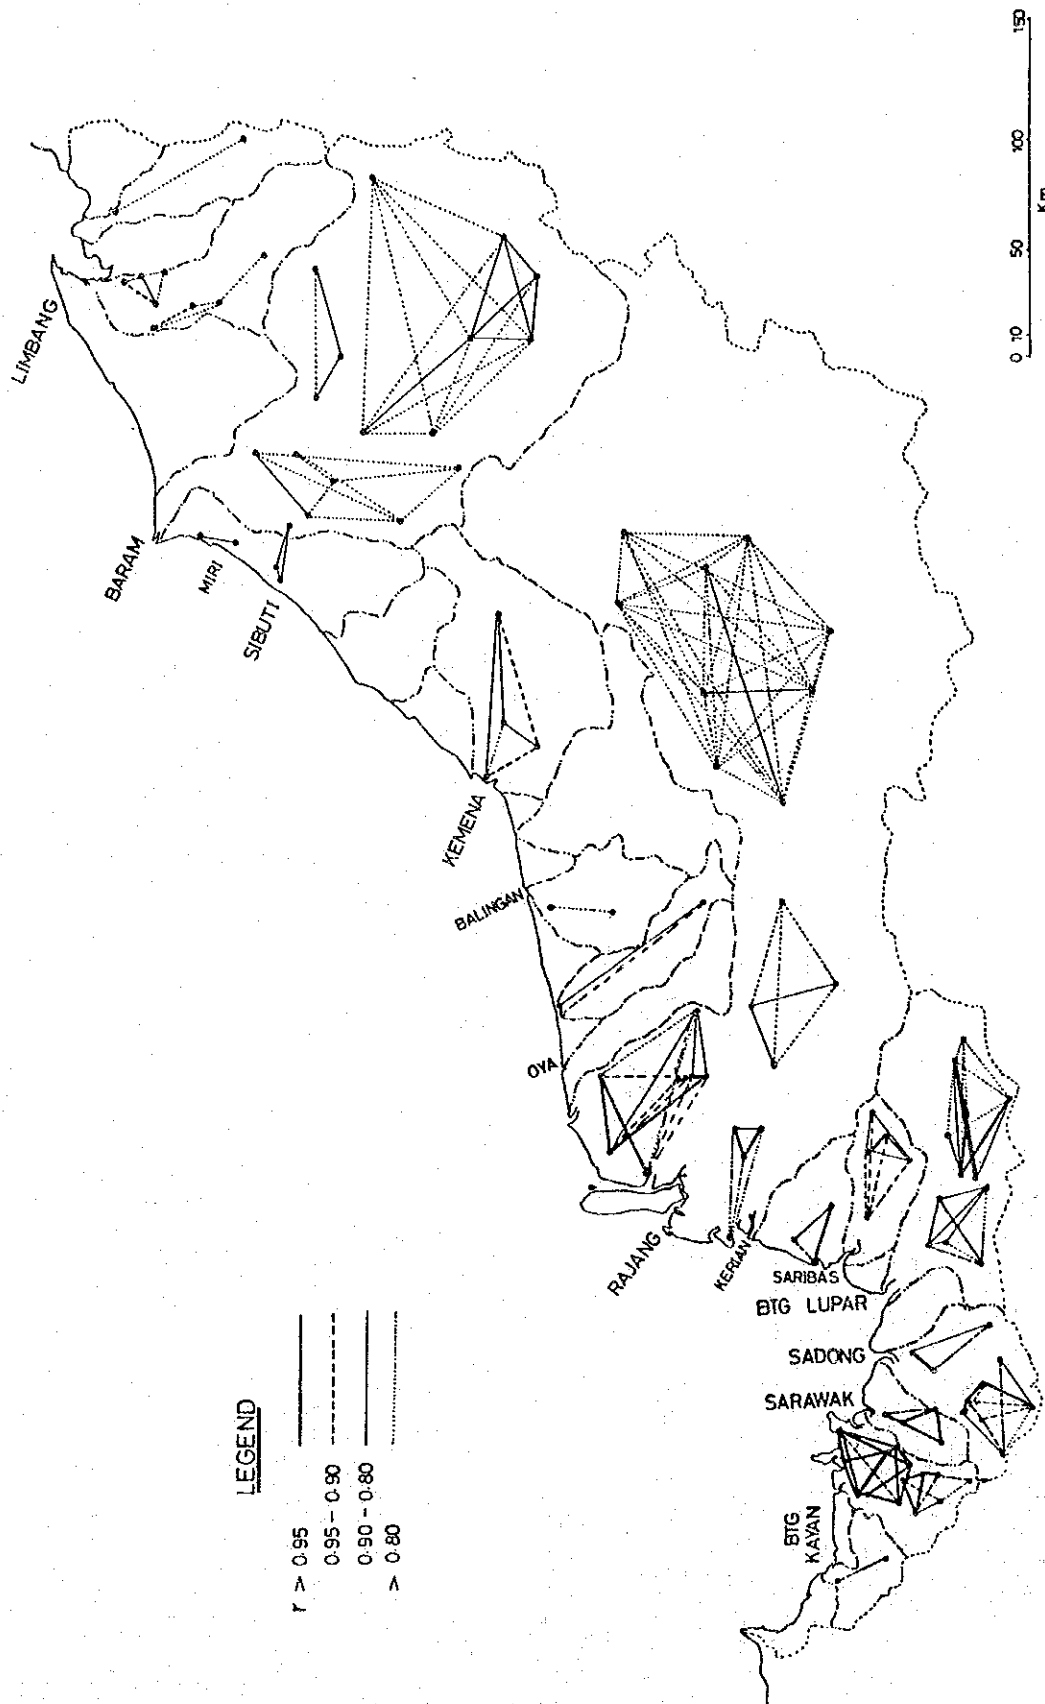 LIMBANG
BARAM
MIRI
SIBUTI
KEMENA
BALINGAN
OYA
RAJANG
KERIAN
SARIBAS
BTG LUPAR
SADONG
SARAWAK
BTG
KAYAN
LEGEND
r > 0.95
0.95 - 0.90
0.90 - 0.80
> 0.80
0 10 50 100 150
Km